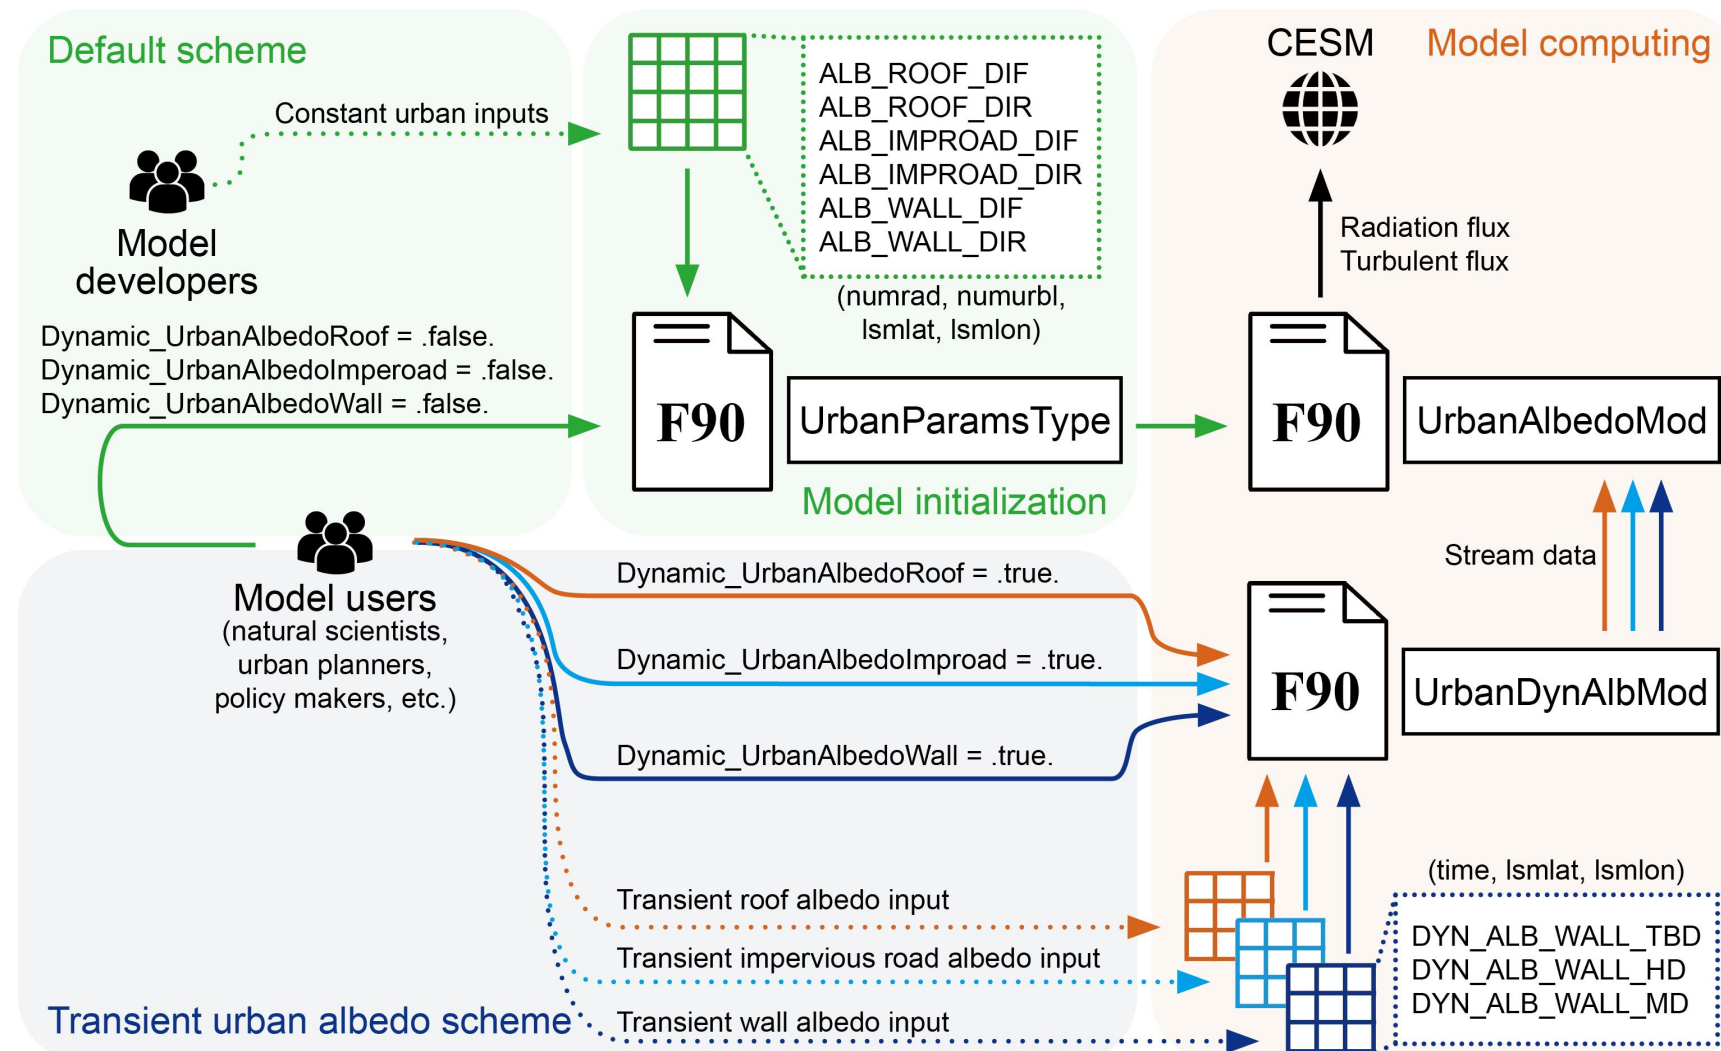 Default scheme
Constant urban inputs
Model
developers
Dynamic_UrbanAlbedoRoof = .false.
Dynamic_UrbanAlbedoImperoad = .false.
Dynamic_UrbanAlbedoWall = .false.
ALB_ROOF_DIF
ALB_ROOF_DIR
ALB_IMPROAD_DIF
ALB_IMPROAD_DIR
ALB_WALL_DIF
ALB_WALL_DIR
(numrad, numurbl,
lsmlat, lsmlon)
F90
UrbanParamsType
Model initialization
CESM
Model computing
Radiation flux
Turbulent flux
F90
UrbanAlbedoMod
Stream data
F90
UrbanDynAlbMod
Model users
(natural scientists,
urban planners,
policy makers, etc.)
Dynamic_UrbanAlbedoRoof = .true.
Dynamic_UrbanAlbedoImproad = .true.
Dynamic_UrbanAlbedoWall = .true.
Transient roof albedo input
Transient impervious road albedo input
Transient wall albedo input
Transient urban albedo scheme
(time, lsmlat, lsmlon)
DYN_ALB_WALL_TBD
DYN_ALB_WALL_HD
DYN_ALB_WALL_MD